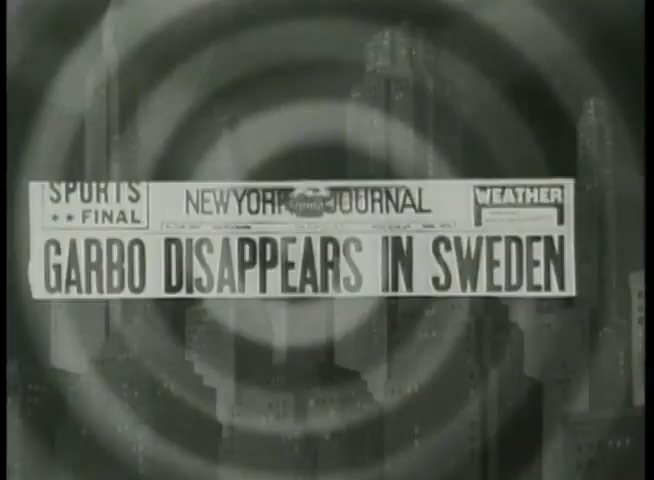 SPORTS
★★ FINAL
NEW YORK JOURNAL
WEATHER
GARBO DISAPPEARS IN SWEDEN